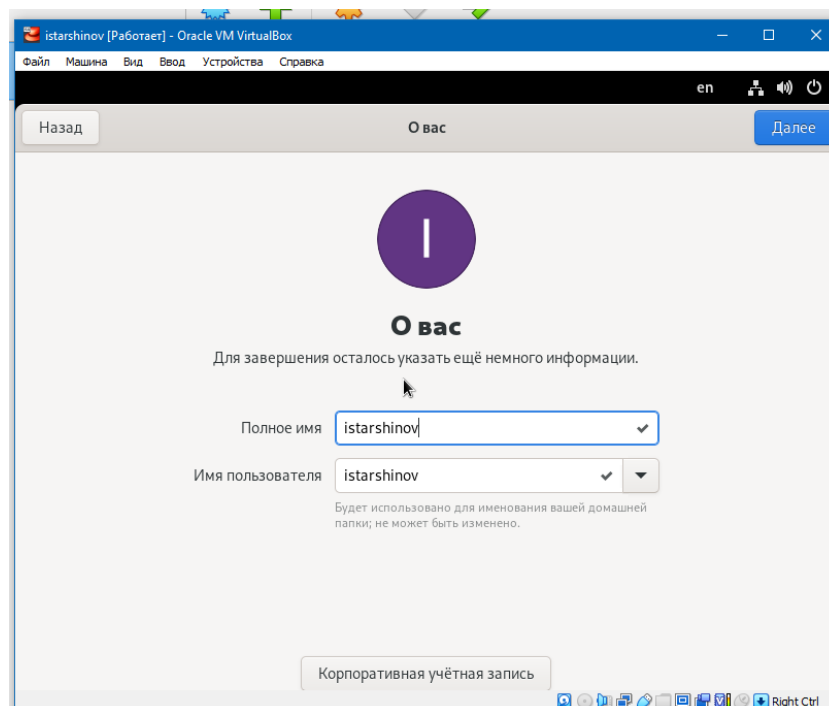 istarshinov [Работает] - Oracle VM VirtualBox
Файл Машина Вид Ввод Устройства Справка
en
Назад О вас Далее
I
О вас
Для завершения осталось указать ещё немного информации.
Полное имя istarshinov
Имя пользователя istarshinov
Будет использовано для именования вашей домашней
папки; не может быть изменено.
Корпоративная учётная запись
Right Ctrl